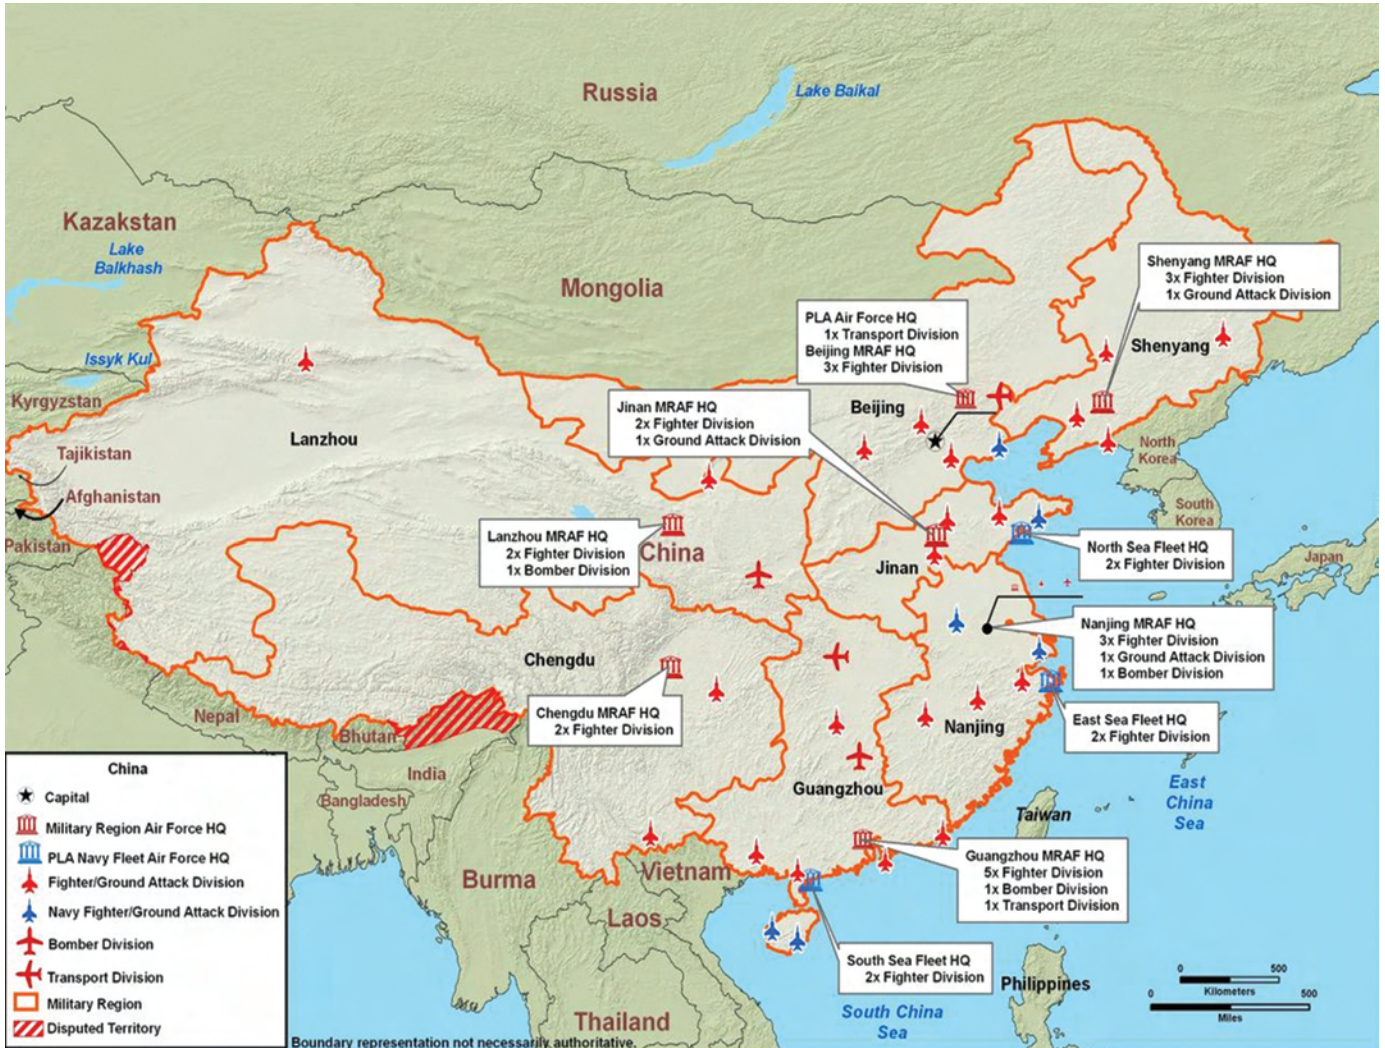 Russia
Lake Baikal
Kazakstan
Lake
Balkhash
Mongolia
Issyk Kul
Kyrgyzstan
Tajikistan
Afghanistan
Pakistan
Lanzhou
Shenyang MRAF HQ
3x Fighter Division
1x Ground Attack Division
PLA Air Force HQ
1x Transport Division
Beijing MRAF HQ
3x Fighter Division
Shenyang
Beijing
Jinan MRAF HQ
2x Fighter Division
1x Ground Attack Division
North
Korea
South
Korea
Japan
Lanzhou MRAF HQ
2x Fighter Division
1x Bomber Division
China
Jinan
North Sea Fleet HQ
2x Fighter Division
Nanjing MRAF HQ
3x Fighter Division
1x Ground Attack Division
1x Bomber Division
Chengdu
Chengdu MRAF HQ
2x Fighter Division
Nanjing
East Sea Fleet HQ
2x Fighter Division
Nepal
Bhutan
India
Bangladesh
Guangzhou
Taiwan
East
China
Sea
Burma
Vietnam
Laos
Guangzhou MRAF HQ
5x Fighter Division
1x Bomber Division
1x Transport Division
South Sea Fleet HQ
2x Fighter Division
Philippines
South China
Sea
Thailand
China
Capital
Military Region Air Force HQ
PLA Navy Fleet Air Force HQ
Fighter/Ground Attack Division
Navy Fighter/Ground Attack Division
Bomber Division
Transport Division
Military Region
Disputed Territory
Boundary representation not necessarily authoritative.
0 500
Kilometers
0 500
Miles